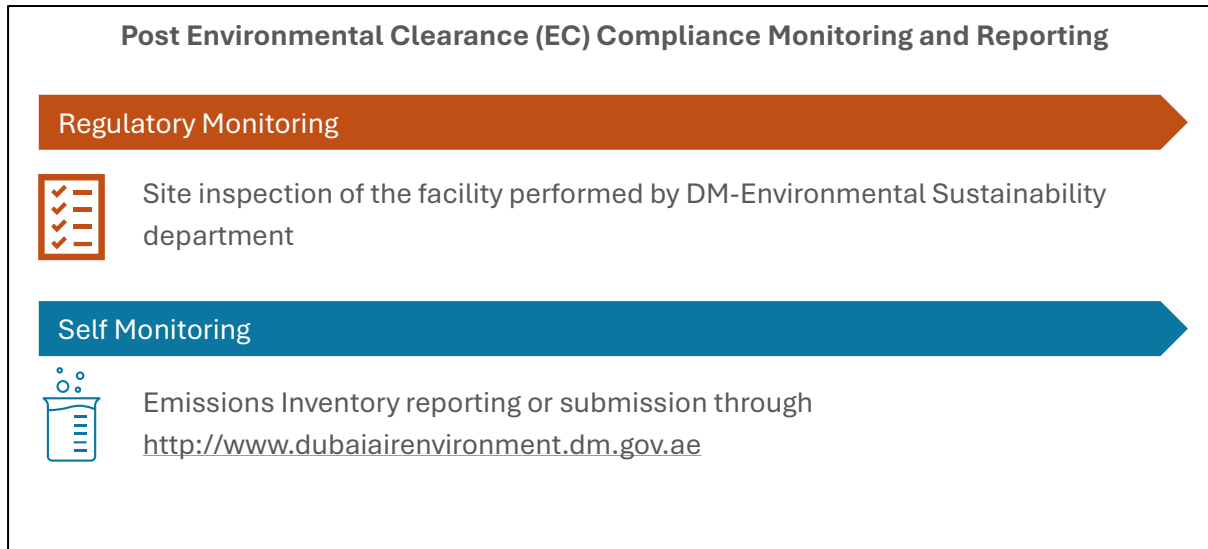 Post Environmental Clearance (EC) Compliance Monitoring and Reporting
Regulatory Monitoring
Site inspection of the facility performed by DM-Environmental Sustainability
department
Self Monitoring
Emissions Inventory reporting or submission through
http://www.dubaiairenvironment.dm.gov.ae